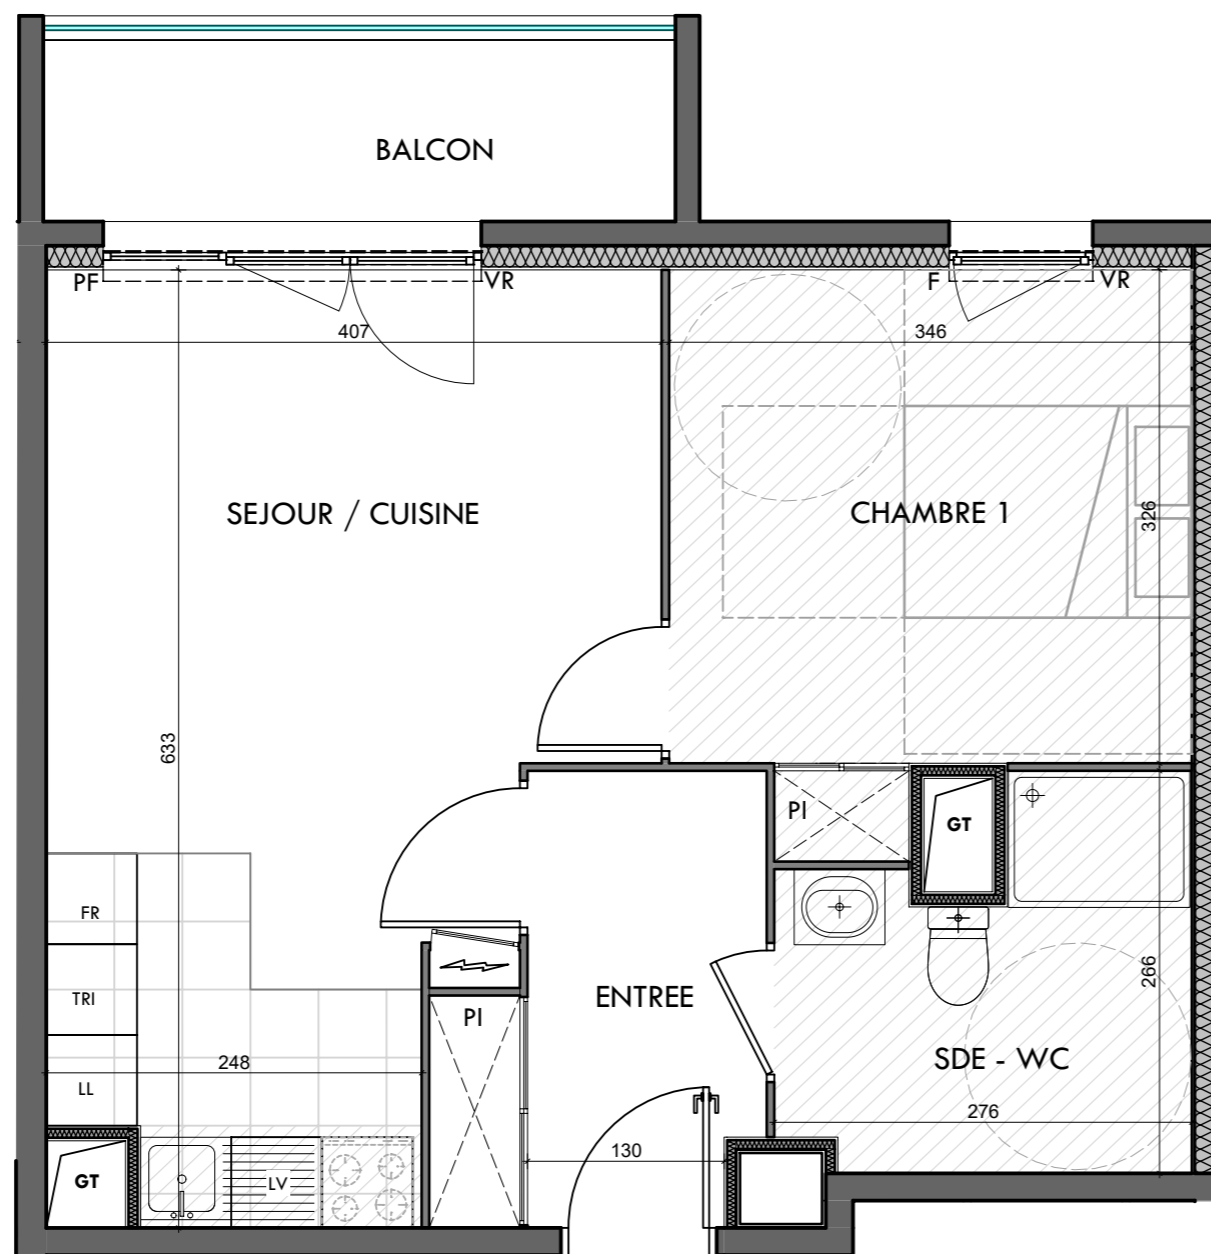 BALCON
PF
VR
F
VR
407
346
SEJOUR / CUISINE
CHAMBRE 1
326
633
PI
GT
FR
TRI
LL
PI
ENTREE
266
248
SDE - WC
276
130
GT
LV